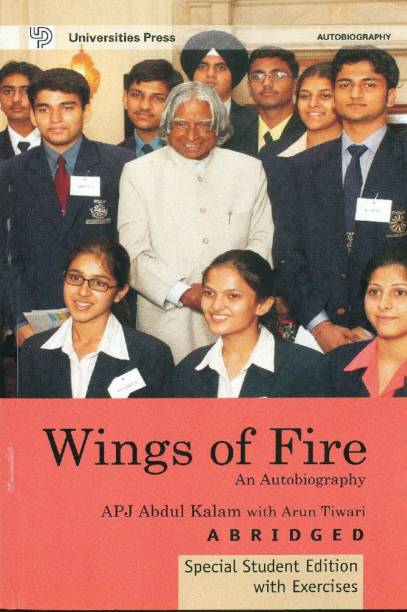 Universities Press
AUTOBIOGRAPHY
Wings of Fire
An Autobiography
APJ Abdul Kalam with Arun Tiwari
ABRIDGED
Special Student Edition
with Exercises